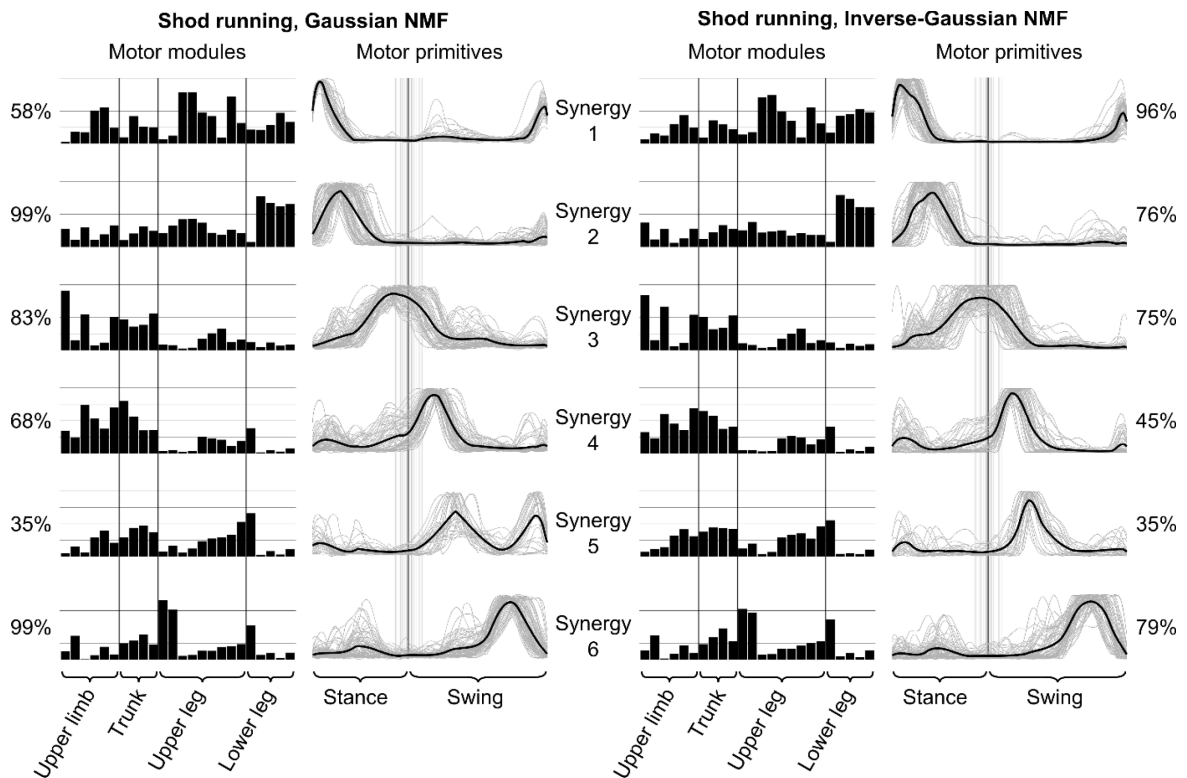 Shod running, Gaussian NMF
Shod running, Inverse-Gaussian NMF
Motor modules
Motor primitives
Motor modules
Motor primitives
58%
Synergy
1
96%
99%
Synergy
2
76%
83%
Synergy
3
75%
68%
Synergy
4
45%
35%
Synergy
5
35%
99%
Synergy
6
79%
Upper limb
Trunk
Upper leg
Lower leg
Stance
Swing
Upper limb
Trunk
Upper leg
Lower leg
Stance
Swing